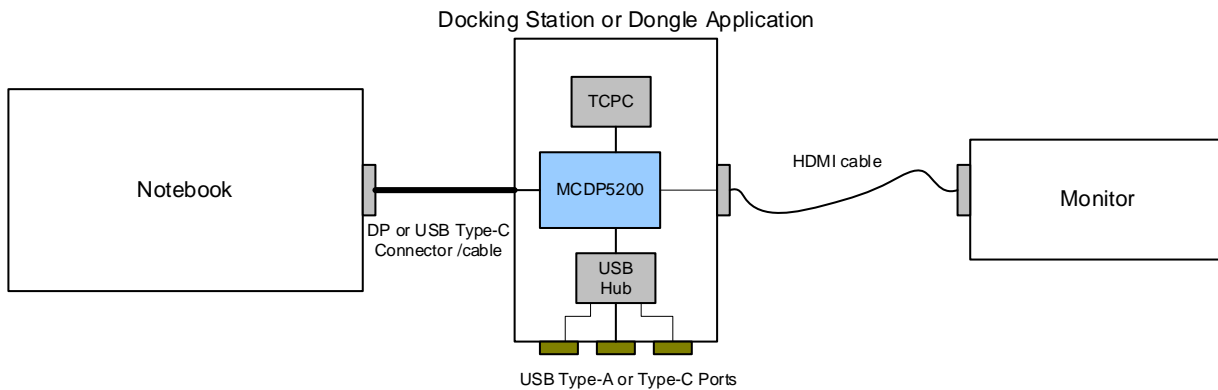 Docking Station or Dongle Application
TCPC
HDMI cable
Notebook
MCDP5200
Monitor
DP or USB Type-C
Connector /cable
USB
Hub
USB Type-A or Type-C Ports